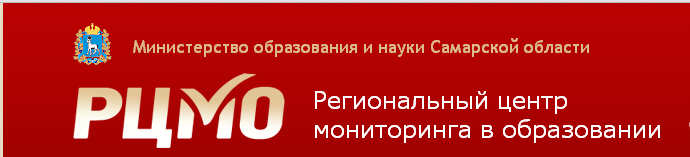 Министерство образования и науки Самарской области
РЦМО
Региональный центр
мониторинга в образовании